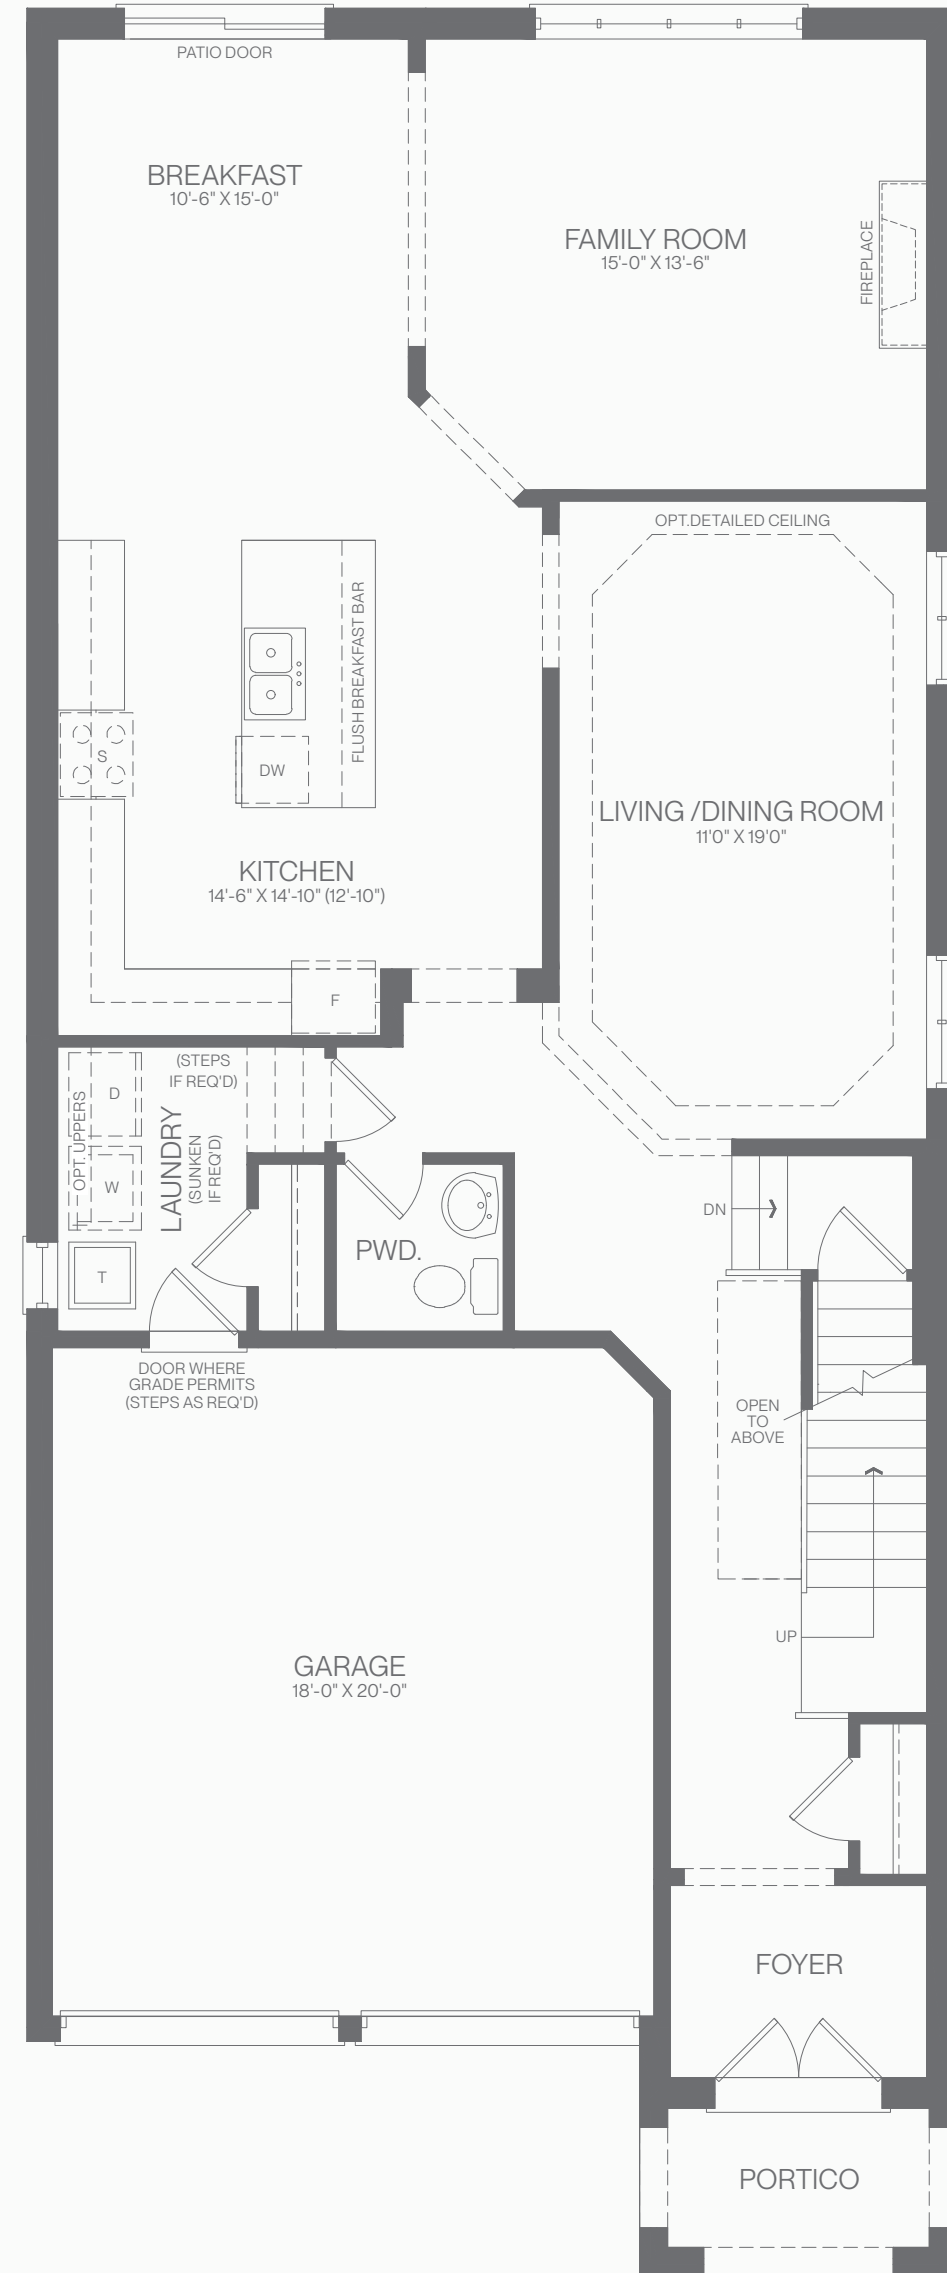 PATIO DOOR
BREAKFAST
10'-6" X 15'-0"
FAMILY ROOM
15'-0" X 13'-6"
FIREPLACE
OPT.DETAILED CEILING
FLUSH BREAKFAST BAR
S
DW
LIVING /DINING ROOM
11'0" X 19'0"
KITCHEN
14'-6" X 14'-10" (12'-10")
F
(STEPS
IF REQ'D)
D
OPT. UPPERS
LAUNDRY
(SUNKEN
IF REQ'D)
W
T
PWD.
DN
DOOR WHERE
GRADE PERMITS
(STEPS AS REQ'D)
OPEN
TO
ABOVE
UP
GARAGE
18'-0" X 20'-0"
FOYER
PORTICO